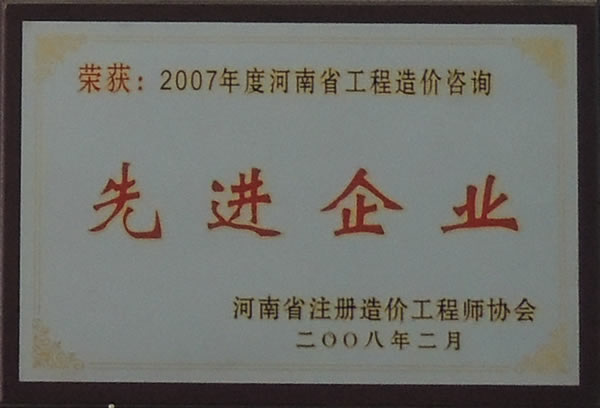 荣获：2007年度河南省工程造价咨询
先进企业
河南省注册造价工程师协会
二〇〇八年二月